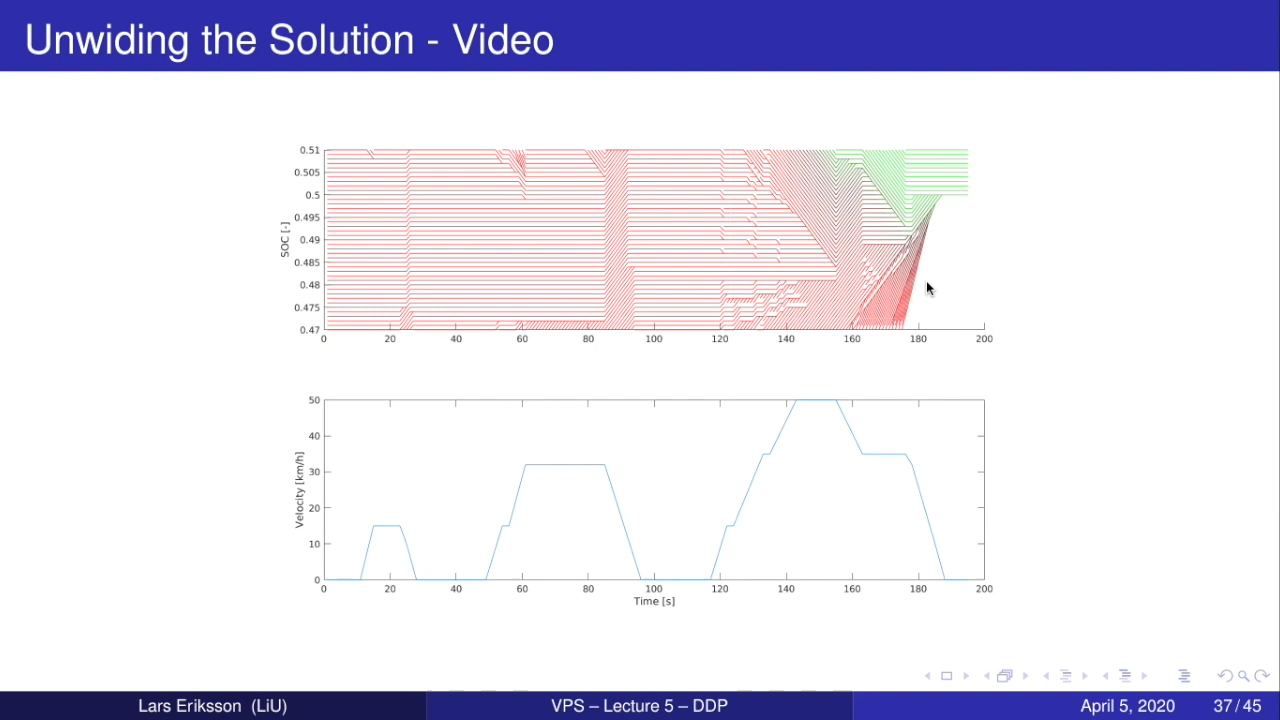 Unwiding the Solution - Video
0.51
0.505
0.5
0.495
0.49
0.485
0.48
0.475
0.47
SOC [-]
0 20 40 60 80 100 120 140 160 180 200
50
40
30
20
10
0
Velocity [km/h]
0 20 40 60 80 100 120 140 160 180 200
Time [s]
Lars Eriksson (LiU) VPS – Lecture 5 – DDP April 5, 2020 37 / 45